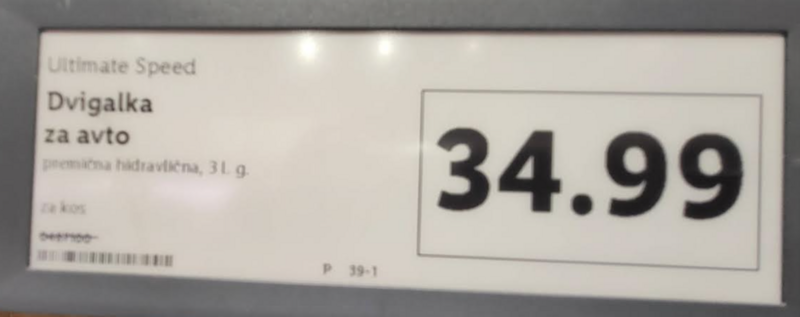 Ultimate Speed
Dvigalka
za avto
premična hidravlična, 3 l. g.
za kos
34.99
P 39-1